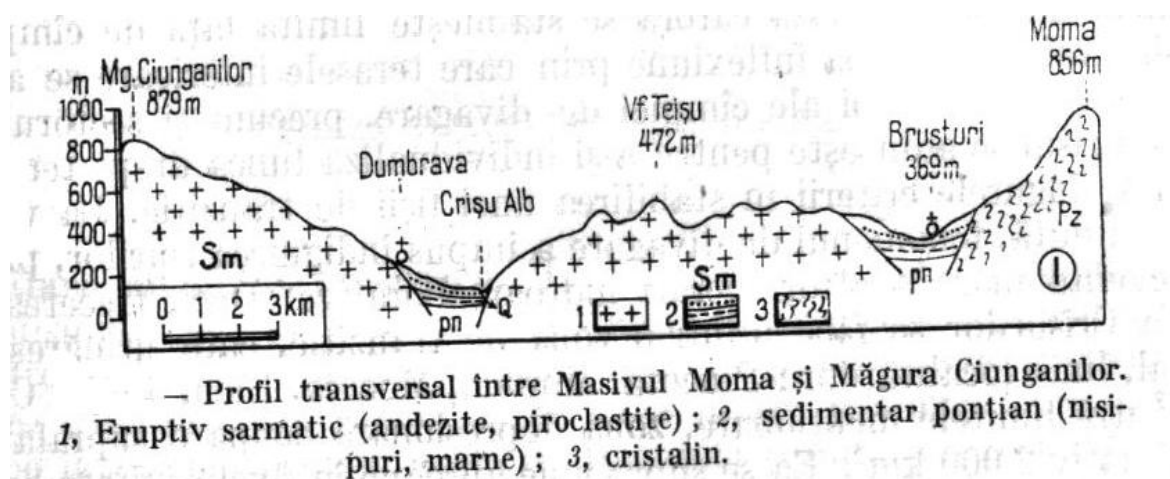 Moma
856m
Mg.Ciunganilor
879m
m
1000
800
600
400
200
0
Vf.Teișu
472m
Brusturi
369m
Dumbrava
Crișu Alb
Sm
Pz
pn
Q
pn
I
0 1 2 3km
1 2 Sm 3
— Profil transversal între Masivul Moma și Măgura Ciunganilor.
1, Eruptiv sarmatic (andezite, piroclastite) ; 2, sedimentar ponțian (nisi-
puri, marne) ; 3, cristalin.